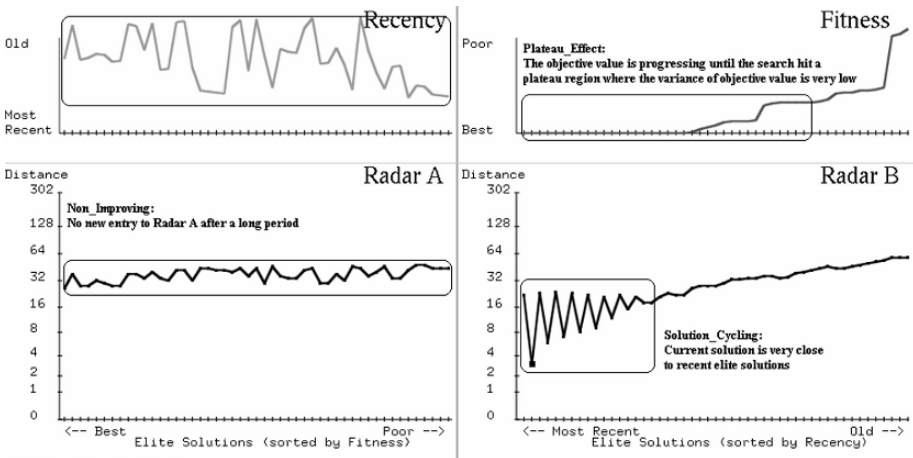 Recency
Old
Most
Recent
Fitness
Poor
Plateau_Effect:
The objective value is progressing until the search hit a
plateau region where the variance of objective value is very low
Best
Distance
Radar A
302
128
64
32
16
8
4
2
1
0
Non_Improving:
No new entry to Radar A after a long period
<-- Best Poor -->
Elite Solutions (sorted by Fitness)
Distance
Radar B
302
128
64
32
16
8
4
2
1
0
Solution_Cycling:
Current solution is very close
to recent elite solutions
<-- Most Recent Old -->
Elite Solutions (sorted by Recency)